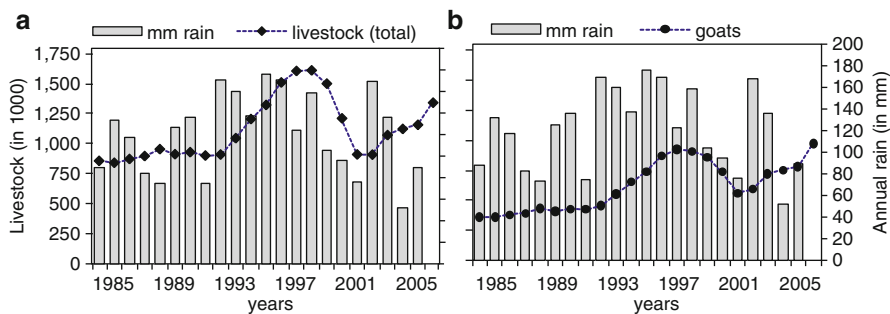 a
mm rain
livestock (total)
1,750
1,500
1,250
1,000
750
500
250
0
Livestock (in 1000)
1985 1989 1993 1997 2001 2005
years
b
mm rain
goats
200
180
160
140
120
100
80
60
40
20
0
Annual rain (in mm)
1985 1989 1993 1997 2001 2005
years